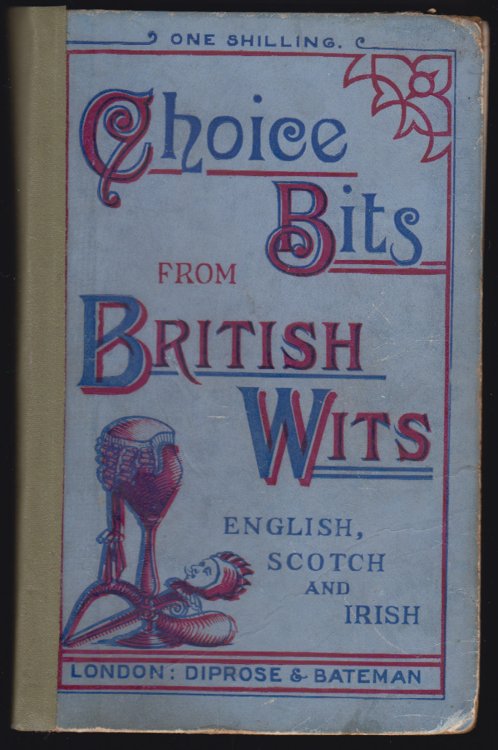 ONE SHILLING.
Choice
Bits
FROM
BRITISH
WITS
ENGLISH,
SCOTCH
AND
IRISH
LONDON: DIPROSE & BATEMAN